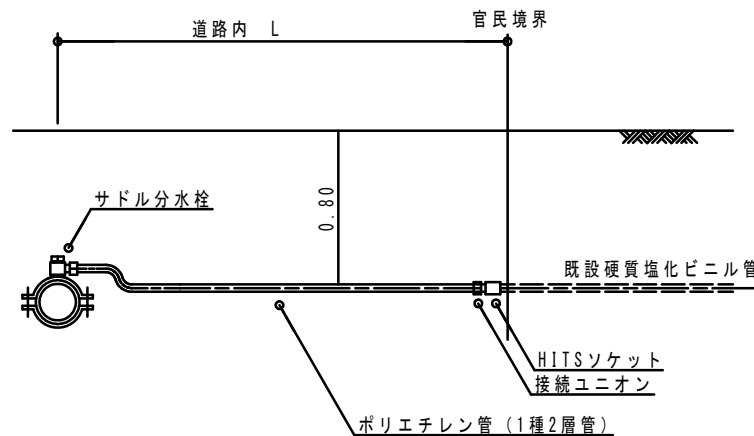 道路内 L
官民境界
サドル分水栓
0.80
既設硬質塩化ビニル管
HITSソケット
接続ユニオン
ポリエチレン管 (1種2層管)